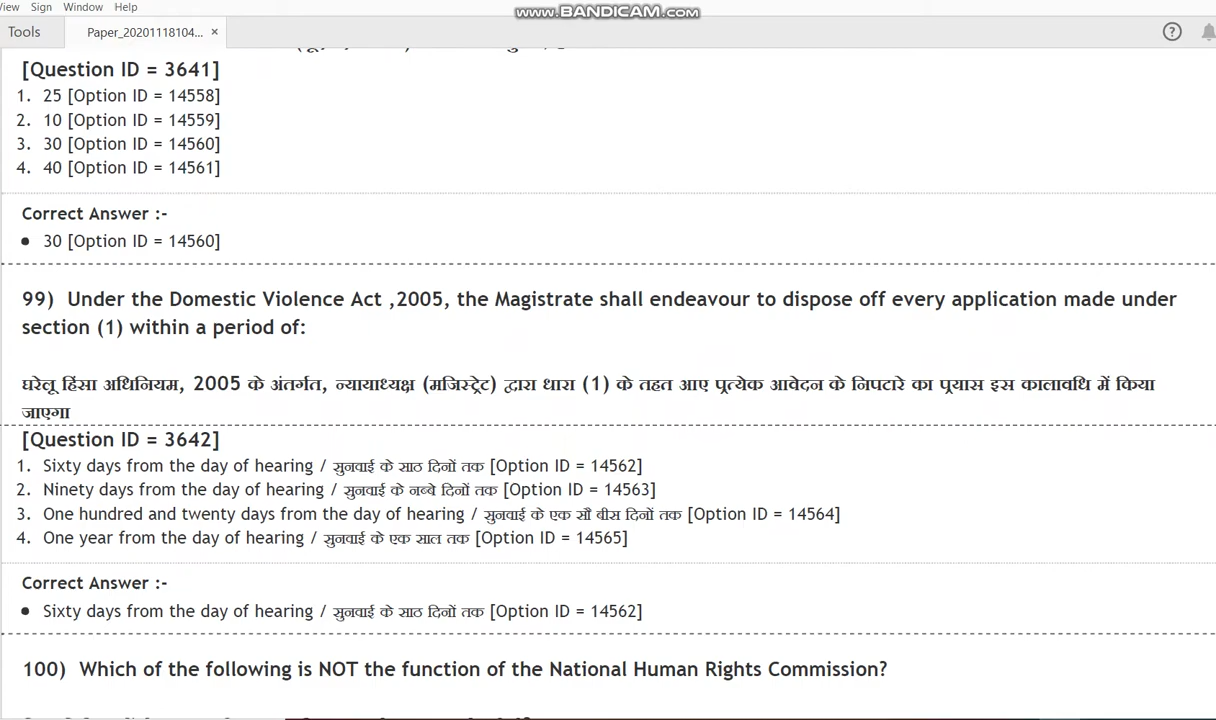 View Sign Window Help
www.BANDICAM.com
Tools Paper_20201118104... × ?
[Question ID = 3641]
1. 25 [Option ID = 14558]
2. 10 [Option ID = 14559]
3. 30 [Option ID = 14560]
4. 40 [Option ID = 14561]
Correct Answer :-
• 30 [Option ID = 14560]
99) Under the Domestic Violence Act ,2005, the Magistrate shall endeavour to dispose off every application made under
section (1) within a period of:
घरेलू हिंसा अधिनियम, 2005 के अंतर्गत, न्यायाध्यक्ष (मजिस्ट्रेट) द्वारा धारा (1) के तहत आए प्रत्येक आवेदन के निपटारे का प्रयास इस कालावधि में किया
जाएगा
[Question ID = 3642]
1. Sixty days from the day of hearing / सुनवाई के साठ दिनों तक [Option ID = 14562]
2. Ninety days from the day of hearing / सुनवाई के नब्बे दिनों तक [Option ID = 14563]
3. One hundred and twenty days from the day of hearing / सुनवाई के एक सौ बीस दिनों तक [Option ID = 14564]
4. One year from the day of hearing / सुनवाई के एक साल तक [Option ID = 14565]
Correct Answer :-
• Sixty days from the day of hearing / सुनवाई के साठ दिनों तक [Option ID = 14562]
100) Which of the following is NOT the function of the National Human Rights Commission?